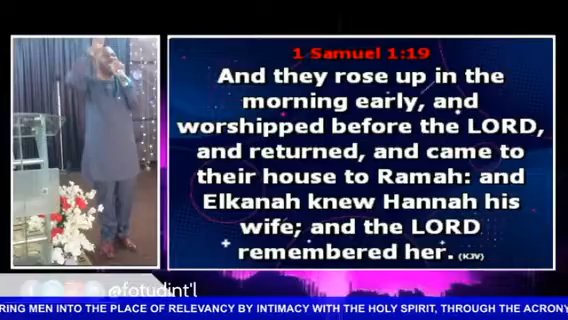 1 Samuel 1:19
And they rose up in the
morning early, and
worshipped before the LORD,
and returned, and came to
their house to Ramah: and
Elkanah knew Hannah his
wife; and the LORD
remembered her. (KJV)
@fotudint'l
RING MEN INTO THE PLACE OF RELEVANCY BY INTIMACY WITH THE HOLY SPIRIT, THROUGH THE ACRONY